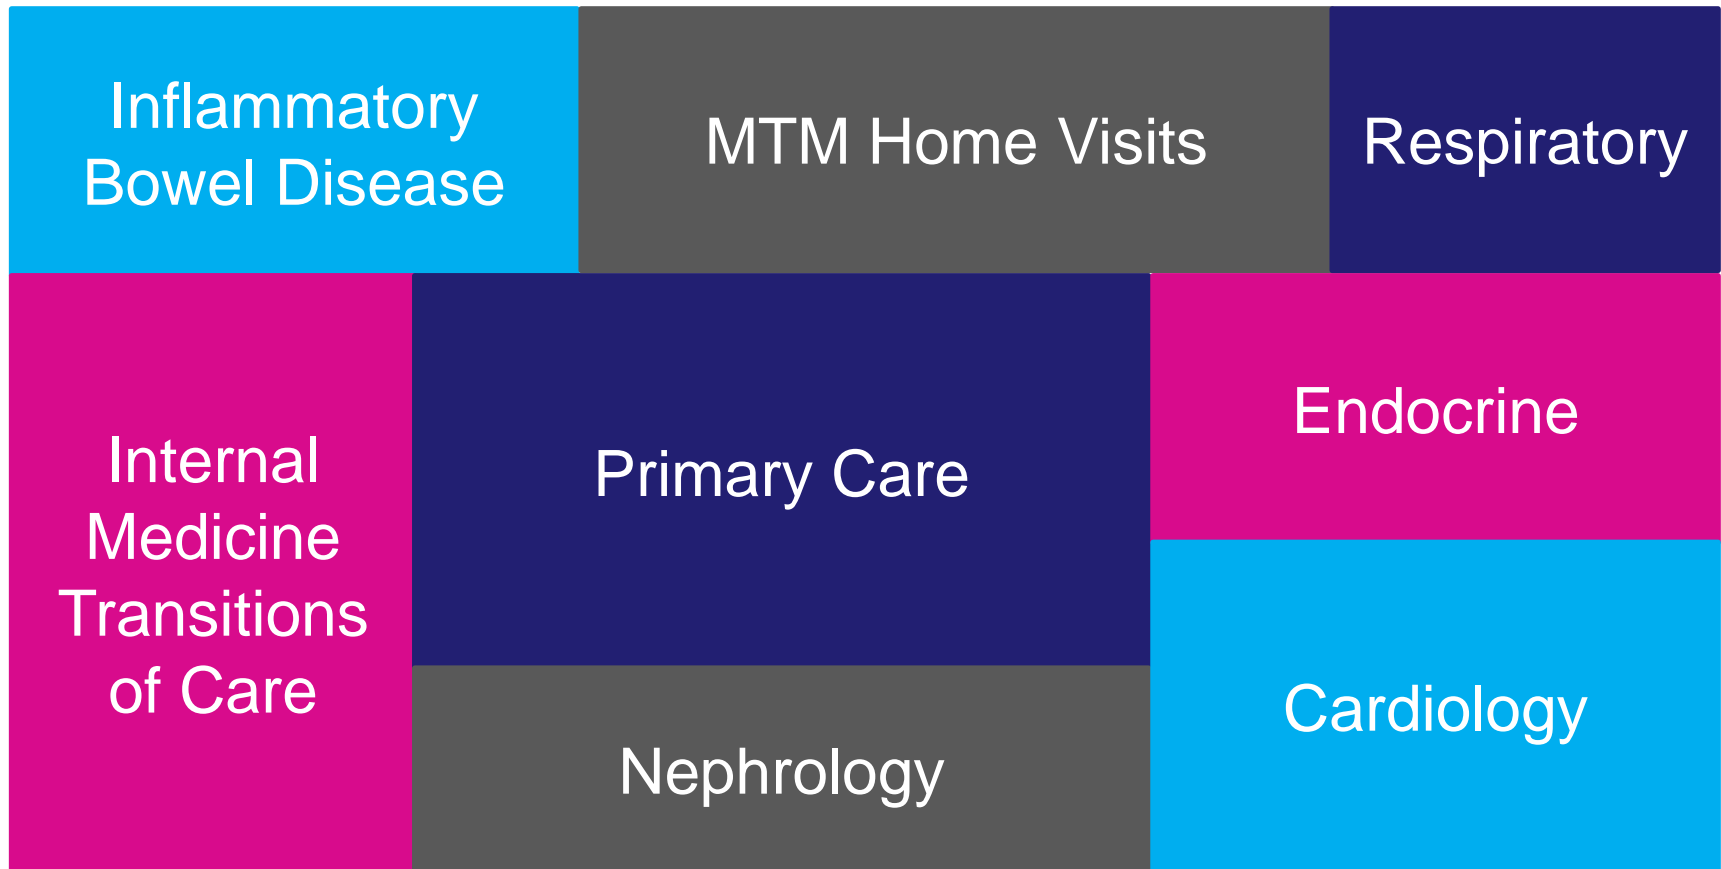 Inflammatory
Bowel Disease
MTM Home Visits
Respiratory
Internal
Medicine
Transitions
of Care
Primary Care
Endocrine
Nephrology
Cardiology